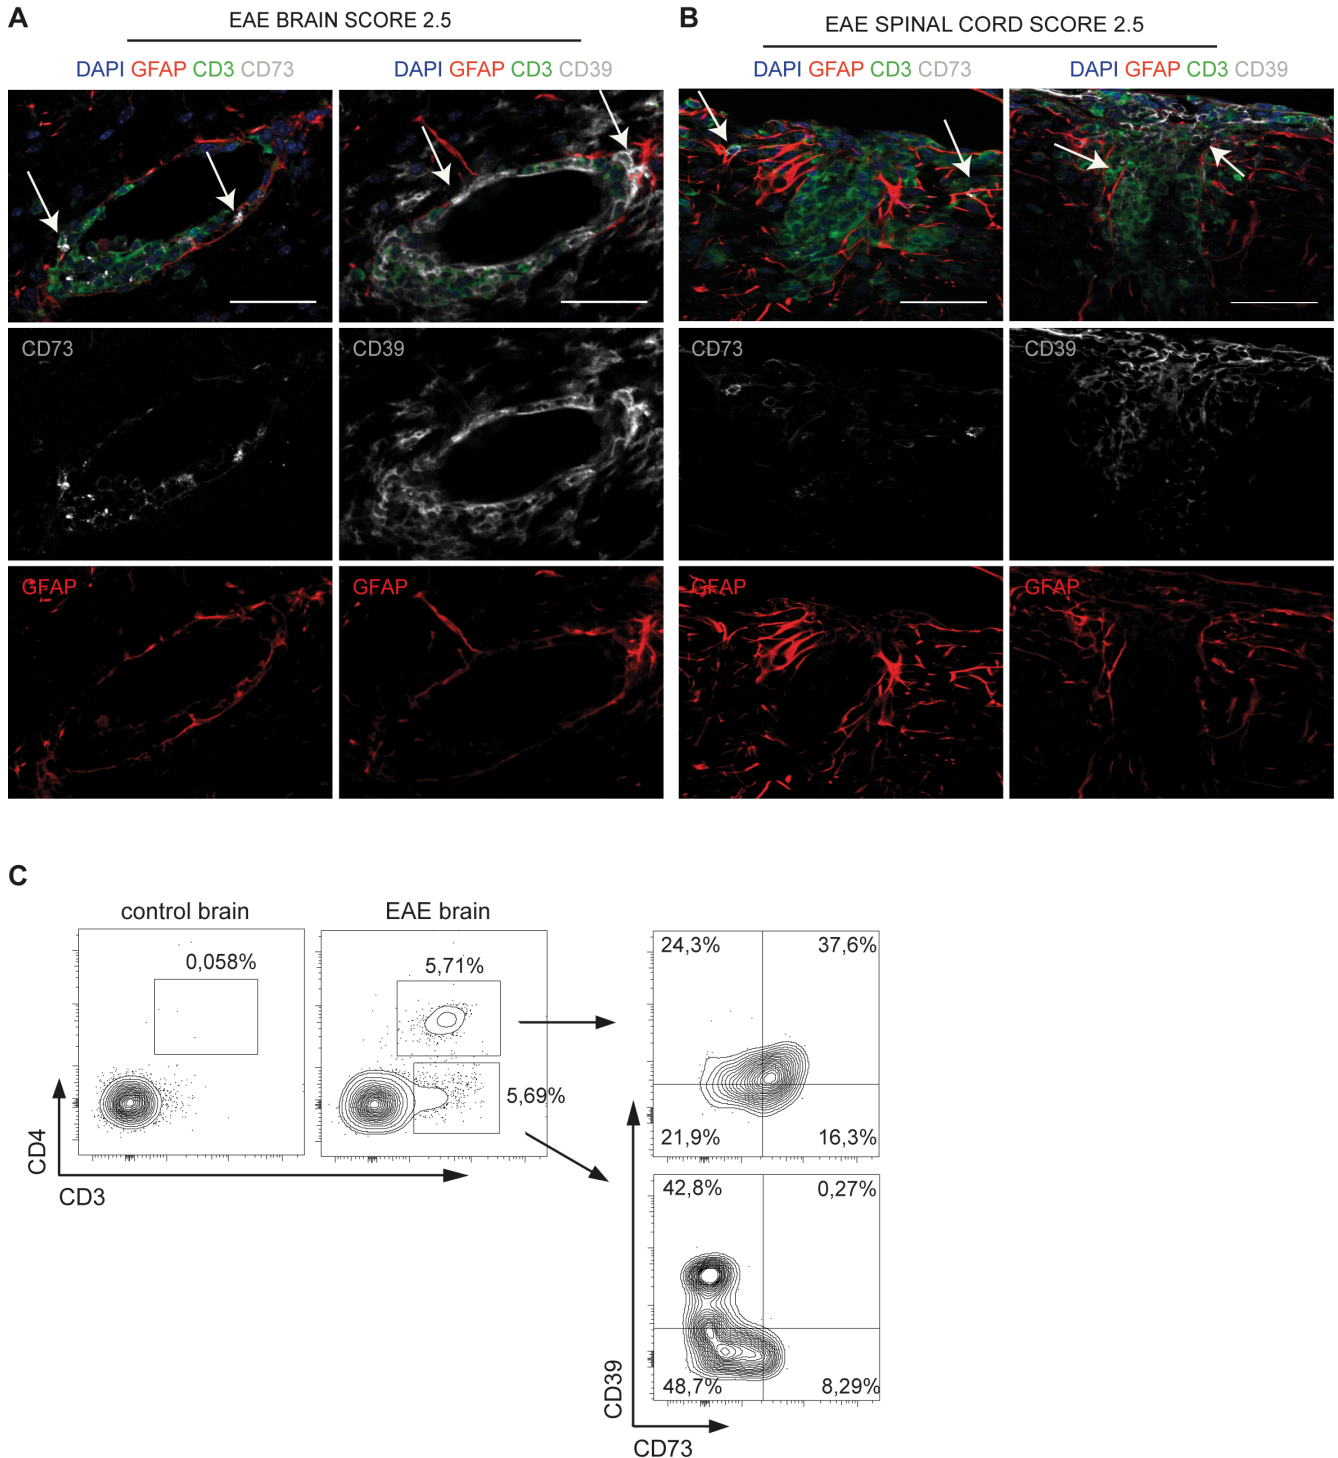 A
EAE BRAIN SCORE 2.5
DAPI GFAP CD3 CD73
DAPI GFAP CD3 CD39
CD73
CD39
GFAP
GFAP
B
EAE SPINAL CORD SCORE 2.5
DAPI GFAP CD3 CD73
DAPI GFAP CD3 CD39
CD73
CD39
GFAP
GFAP
C
control brain
EAE brain
0,058%
5,71%
5,69%
CD4
CD3
24,3%
37,6%
21,9%
16,3%
42,8%
0,27%
48,7%
8,29%
CD39
CD73